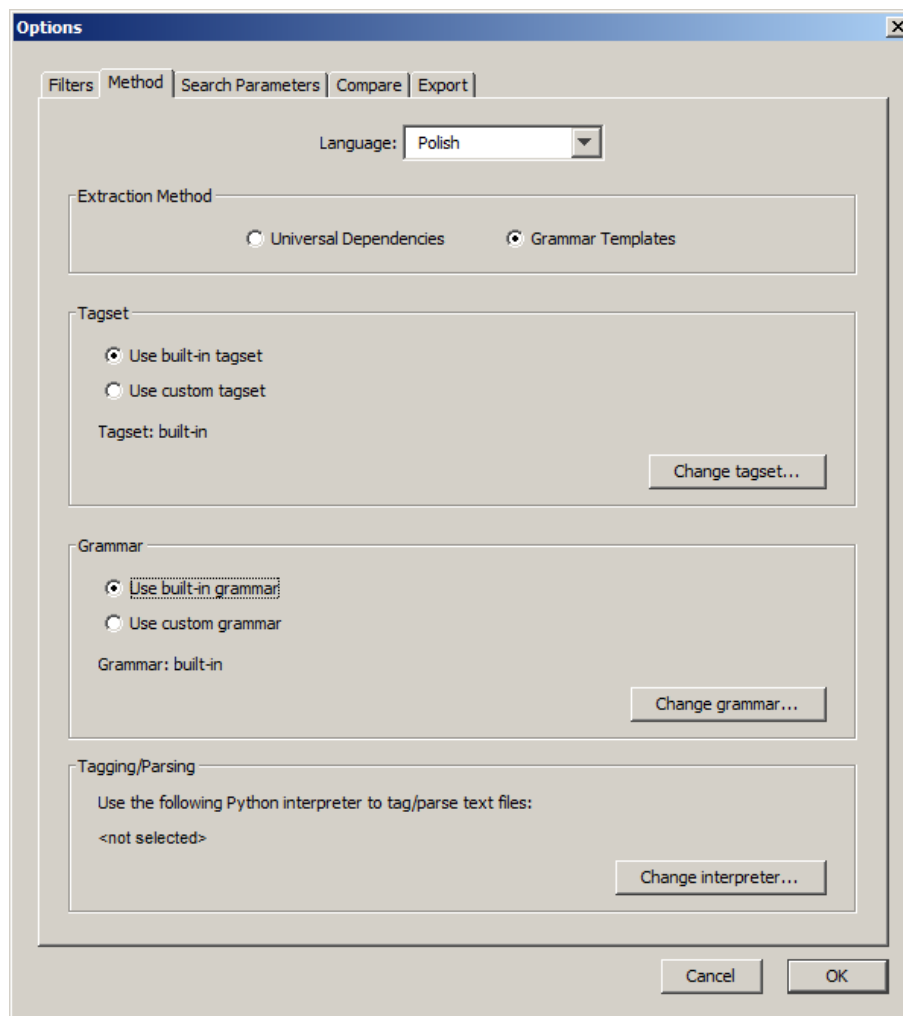 Options
Filters Method Search Parameters Compare Export
Language: Polish
Extraction Method
Universal Dependencies Grammar Templates
Tagset
Use built-in tagset
Use custom tagset
Tagset: built-in
Change tagset...
Grammar
Use built-in grammar
Use custom grammar
Grammar: built-in
Change grammar...
Tagging/Parsing
Use the following Python interpreter to tag/parse text files:
<not selected>
Change interpreter...
Cancel OK